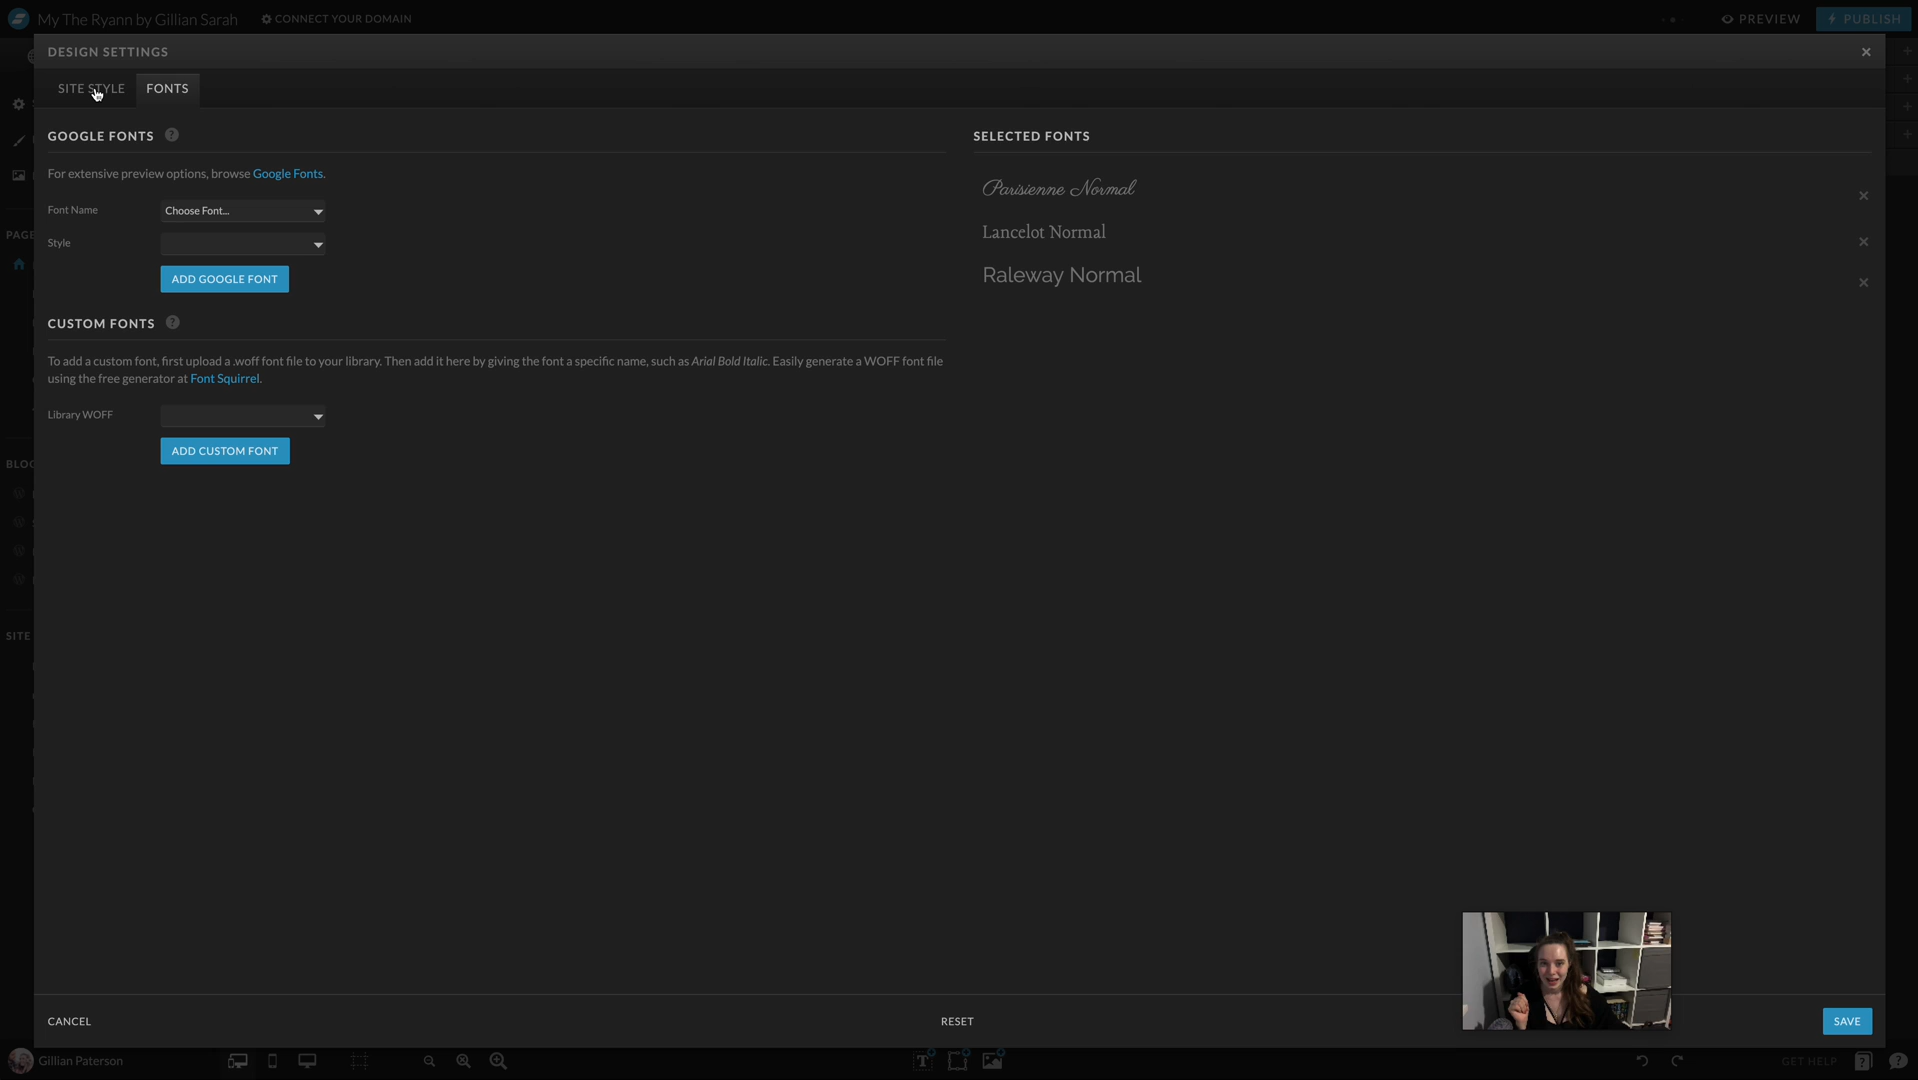 My The Ryann by Gillian Sarah
CONNECT YOUR DOMAIN
PREVIEW
PUBLISH
DESIGN SETTINGS
SITE STYLE
FONTS
GOOGLE FONTS
For extensive preview options, browse Google Fonts.
Font Name
Choose Font...
Style
ADD GOOGLE FONT
CUSTOM FONTS
To add a custom font, first upload a .woff font file to your library. Then add it here by giving the font a specific name, such as Arial Bold Italic. Easily generate a WOFF font file
using the free generator at Font Squirrel.
Library WOFF
ADD CUSTOM FONT
SELECTED FONTS
Parisienne Normal
Lancelot Normal
Raleway Normal
PAGE
BLOG
SITE
CANCEL
RESET
SAVE
Gillian Paterson
GET HELP